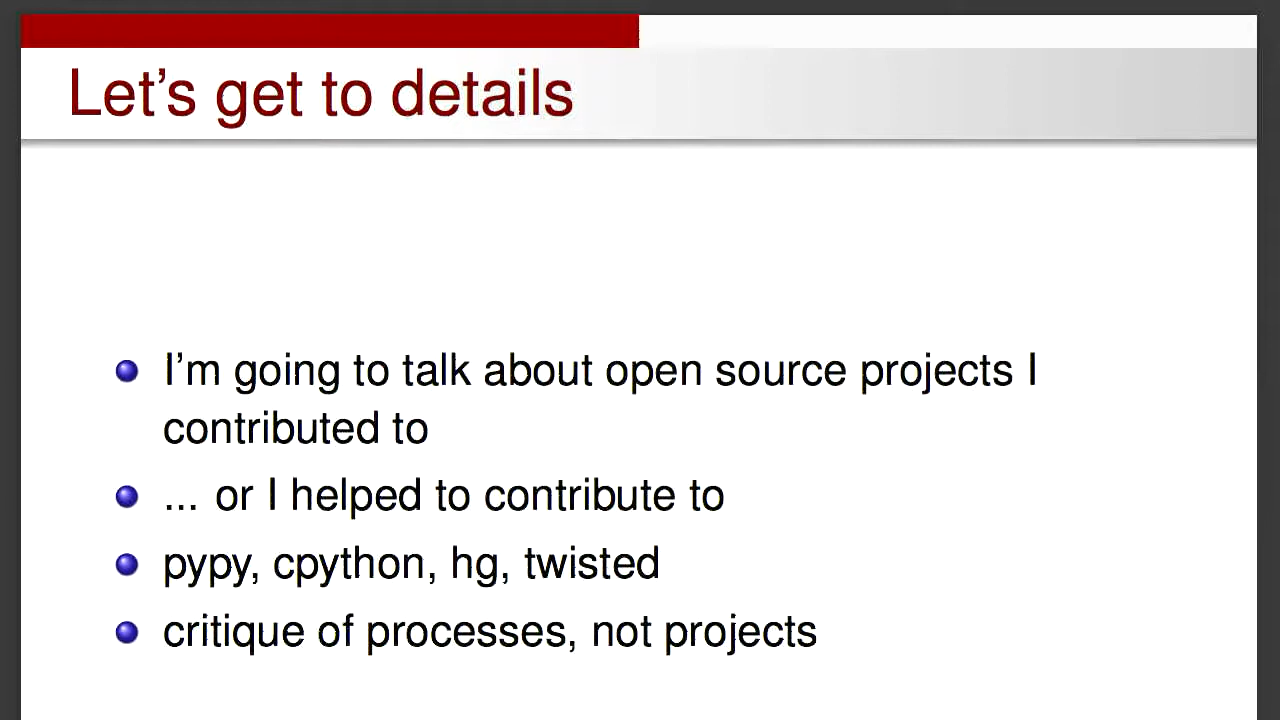 Let's get to details
I'm going to talk about open source projects I
contributed to
... or I helped to contribute to
pypy, cpython, hg, twisted
critique of processes, not projects